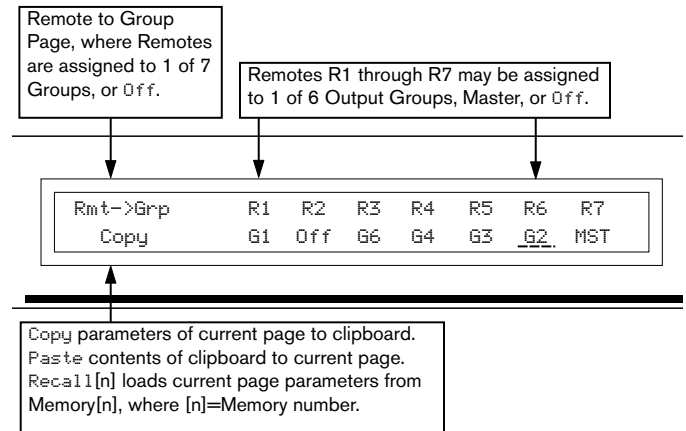 Remote to Group
Page, where Remotes
are assigned to 1 of 7
Groups, or Off.
Remotes R1 through R7 may be assigned
to 1 of 6 Output Groups, Master, or Off.
Rmt->Grp R1 R2 R3 R4 R5 R6 R7
Copy G1 Off G6 G4 G3 G2 MST
Copy parameters of current page to clipboard.
Paste contents of clipboard to current page.
Recall[n] loads current page parameters from
Memory[n], where [n]=Memory number.